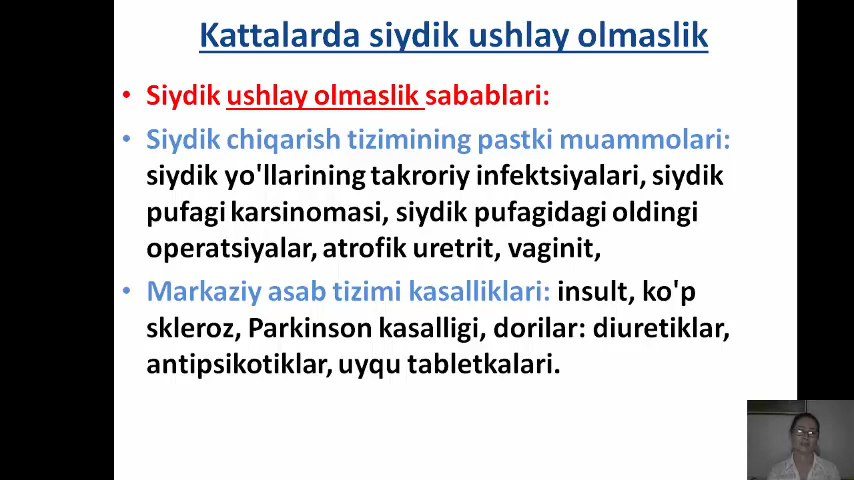 Kattalarda siydik ushlay olmaslik
• Siydik ushlay olmaslik sabablari:
• Siydik chiqarish tizimining pastki muammolari:
siydik yo'llarining takroriy infektsiyalari, siydik
pufagi karsinomasi, siydik pufagidagi oldingi
operatsiyalar, atrofik uretrit, vaginit,
• Markaziy asab tizimi kasalliklari: insult, ko'p
skleroz, Parkinson kasalligi, dorilar: diuretiklar,
antipsikotiklar, uyqu tabletkalari.